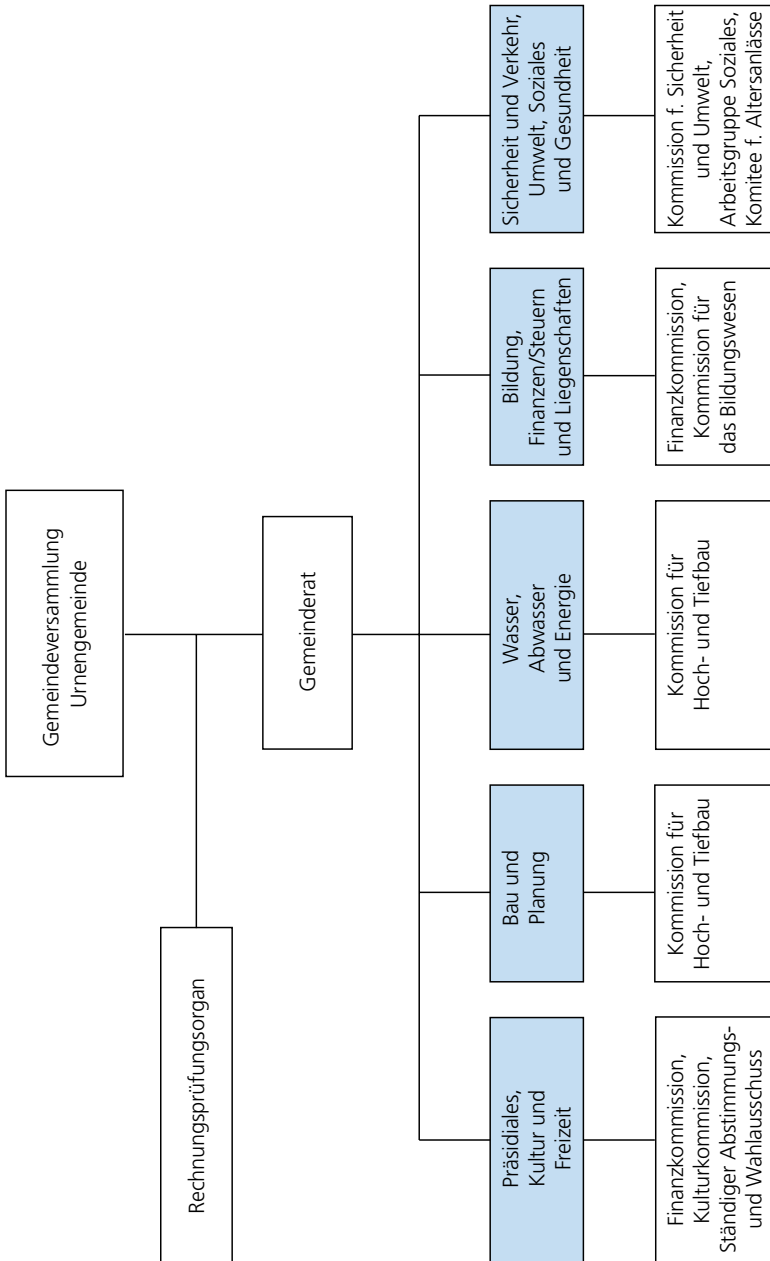 Gemeindeversammlung
Urnengemeinde
Rechnungsprüfungsorgan
Gemeinderat
Präsidiales,
Kultur und
Freizeit
Bau und
Planung
Wasser,
Abwasser
und Energie
Bildung,
Finanzen/Steuern
und Liegenschaften
Sicherheit und Verkehr,
Umwelt, Soziales
und Gesundheit
Finanzkommission,
Kulturkommission,
Ständiger Abstimmungs-
und Wahlausschuss
Kommission für
Hoch- und Tiefbau
Kommission für
Hoch- und Tiefbau
Finanzkommission,
Kommission für
das Bildungswesen
Kommission f. Sicherheit
und Umwelt,
Arbeitsgruppe Soziales,
Komitee f. Altersanlässe